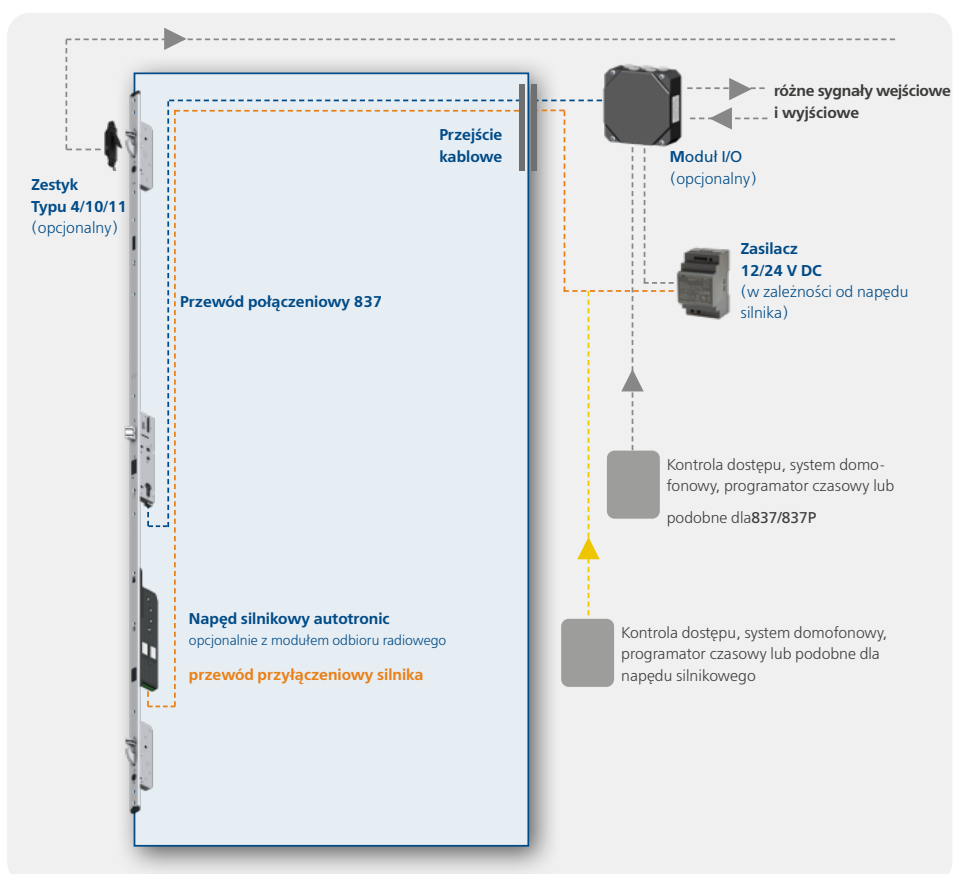 różne sygnały wejściowe
i wyjściowe
Przejście
kablowe
Moduł I/O
(opcjonalny)
Zestyk
Typu 4/10/11
(opcjonalny)
Zasilacz
12/24 V DC
(w zależności od napędu
silnika)
Przewód połączeniowy 837
Kontrola dostępu, system domo-
fonowy, programator czasowy lub
podobne dla837/837P
Napęd silnikowy autotronic
opcjonalnie z modułem odbioru radiowego
przewód przyłączeniowy silnika
Kontrola dostępu, system domofonowy,
programator czasowy lub podobne dla
napędu silnikowego